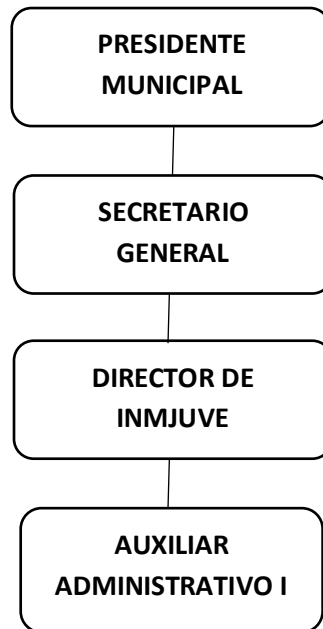 PRESIDENTE
MUNICIPAL
SECRETARIO
GENERAL
DIRECTOR DE
INMJUVE
AUXILIAR
ADMINISTRATIVO I